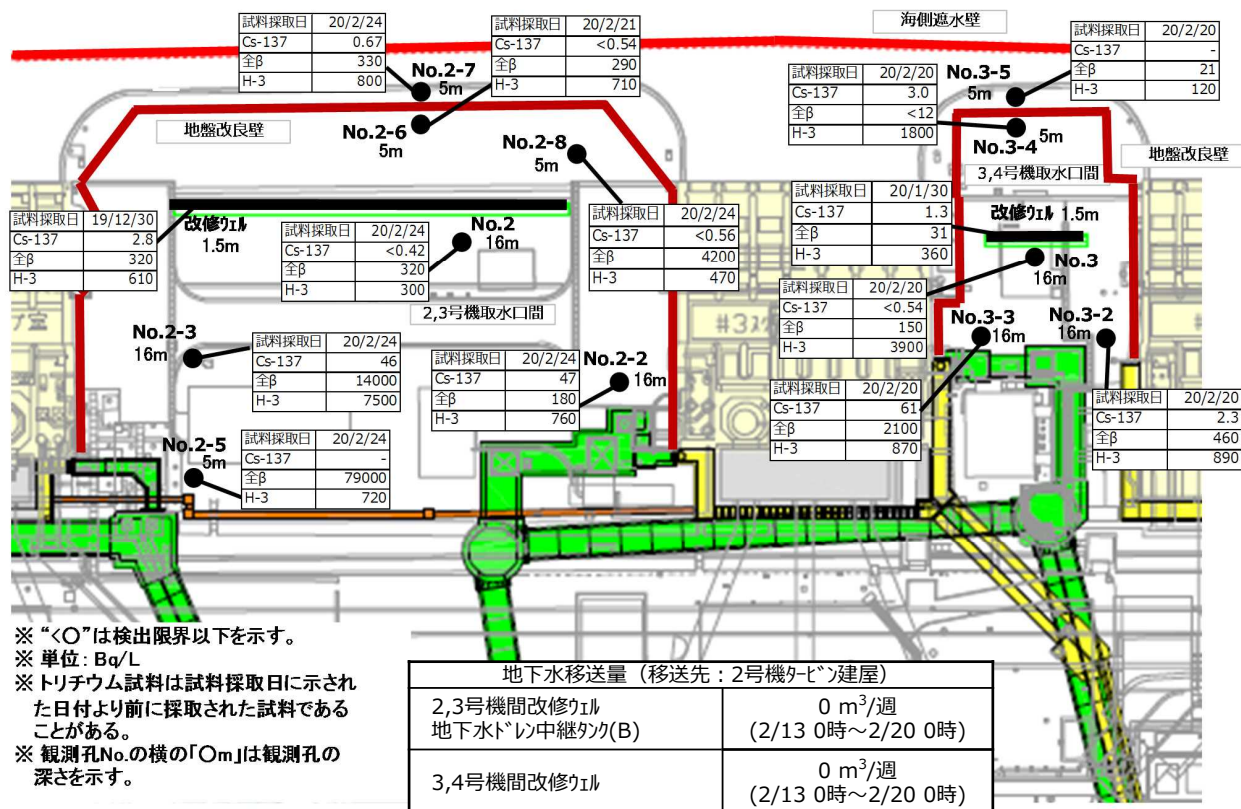 試料採取日 20/2/24
Cs-137 0.67
全β 330
H-3 800
試料採取日 20/2/21
Cs-137 <0.54
全β 290
H-3 710
海側遮水壁
試料採取日 20/2/20
Cs-137 -
全β 21
H-3 120
No.2-7
5m
No.2-6
5m
地盤改良壁
No.2-8
5m
試料採取日 20/2/20
Cs-137 3.0
全β <12
H-3 1800
No.3-5
5m
5m
No.3-4
地盤改良壁
3,4号機取水口間
試料採取日 19/12/30
Cs-137 2.8
全β 320
H-3 610
改修ウェル
1.5m
試料採取日 20/2/24
Cs-137 <0.42
全β 320
H-3 300
No.2
16m
試料採取日 20/2/24
Cs-137 <0.56
全β 4200
H-3 470
試料採取日 20/1/30
Cs-137 1.3
全β 31
H-3 360
改修ウェル 1.5m
No.3
16m
2,3号機取水口間
試料採取日 20/2/20
Cs-137 <0.54
全β 150
H-3 3900
No.2-3
16m
試料採取日 20/2/24
Cs-137 46
全β 14000
H-3 7500
試料採取日 20/2/24
Cs-137 47
全β 180
H-3 760
No.2-2
16m
#3ｽｸ
No.3-3
16m
No.3-2
16m
試料採取日 20/2/20
Cs-137 61
全β 2100
H-3 870
試料採取日 20/2/20
Cs-137 2.3
全β 460
H-3 890
プ室
No.2-5
5m
試料採取日 20/2/24
Cs-137 -
全β 79000
H-3 720
※ “<○”は検出限界以下を示す。
※ 単位：Bq/L
※ トリチウム試料は試料採取日に示され
た日付より前に採取された試料である
ことがある。
※ 観測孔No.の横の「○m」は観測孔の
深さを示す。
地下水移送量（移送先：2号機ﾀｰﾋﾞﾝ建屋）
2,3号機間改修ｳｪﾙ
地下水ﾄﾞﾚﾝ中継ﾀﾝｸ(B)
0 m³/週
(2/13 0時～2/20 0時)
3,4号機間改修ｳｪﾙ
0 m³/週
(2/13 0時～2/20 0時)